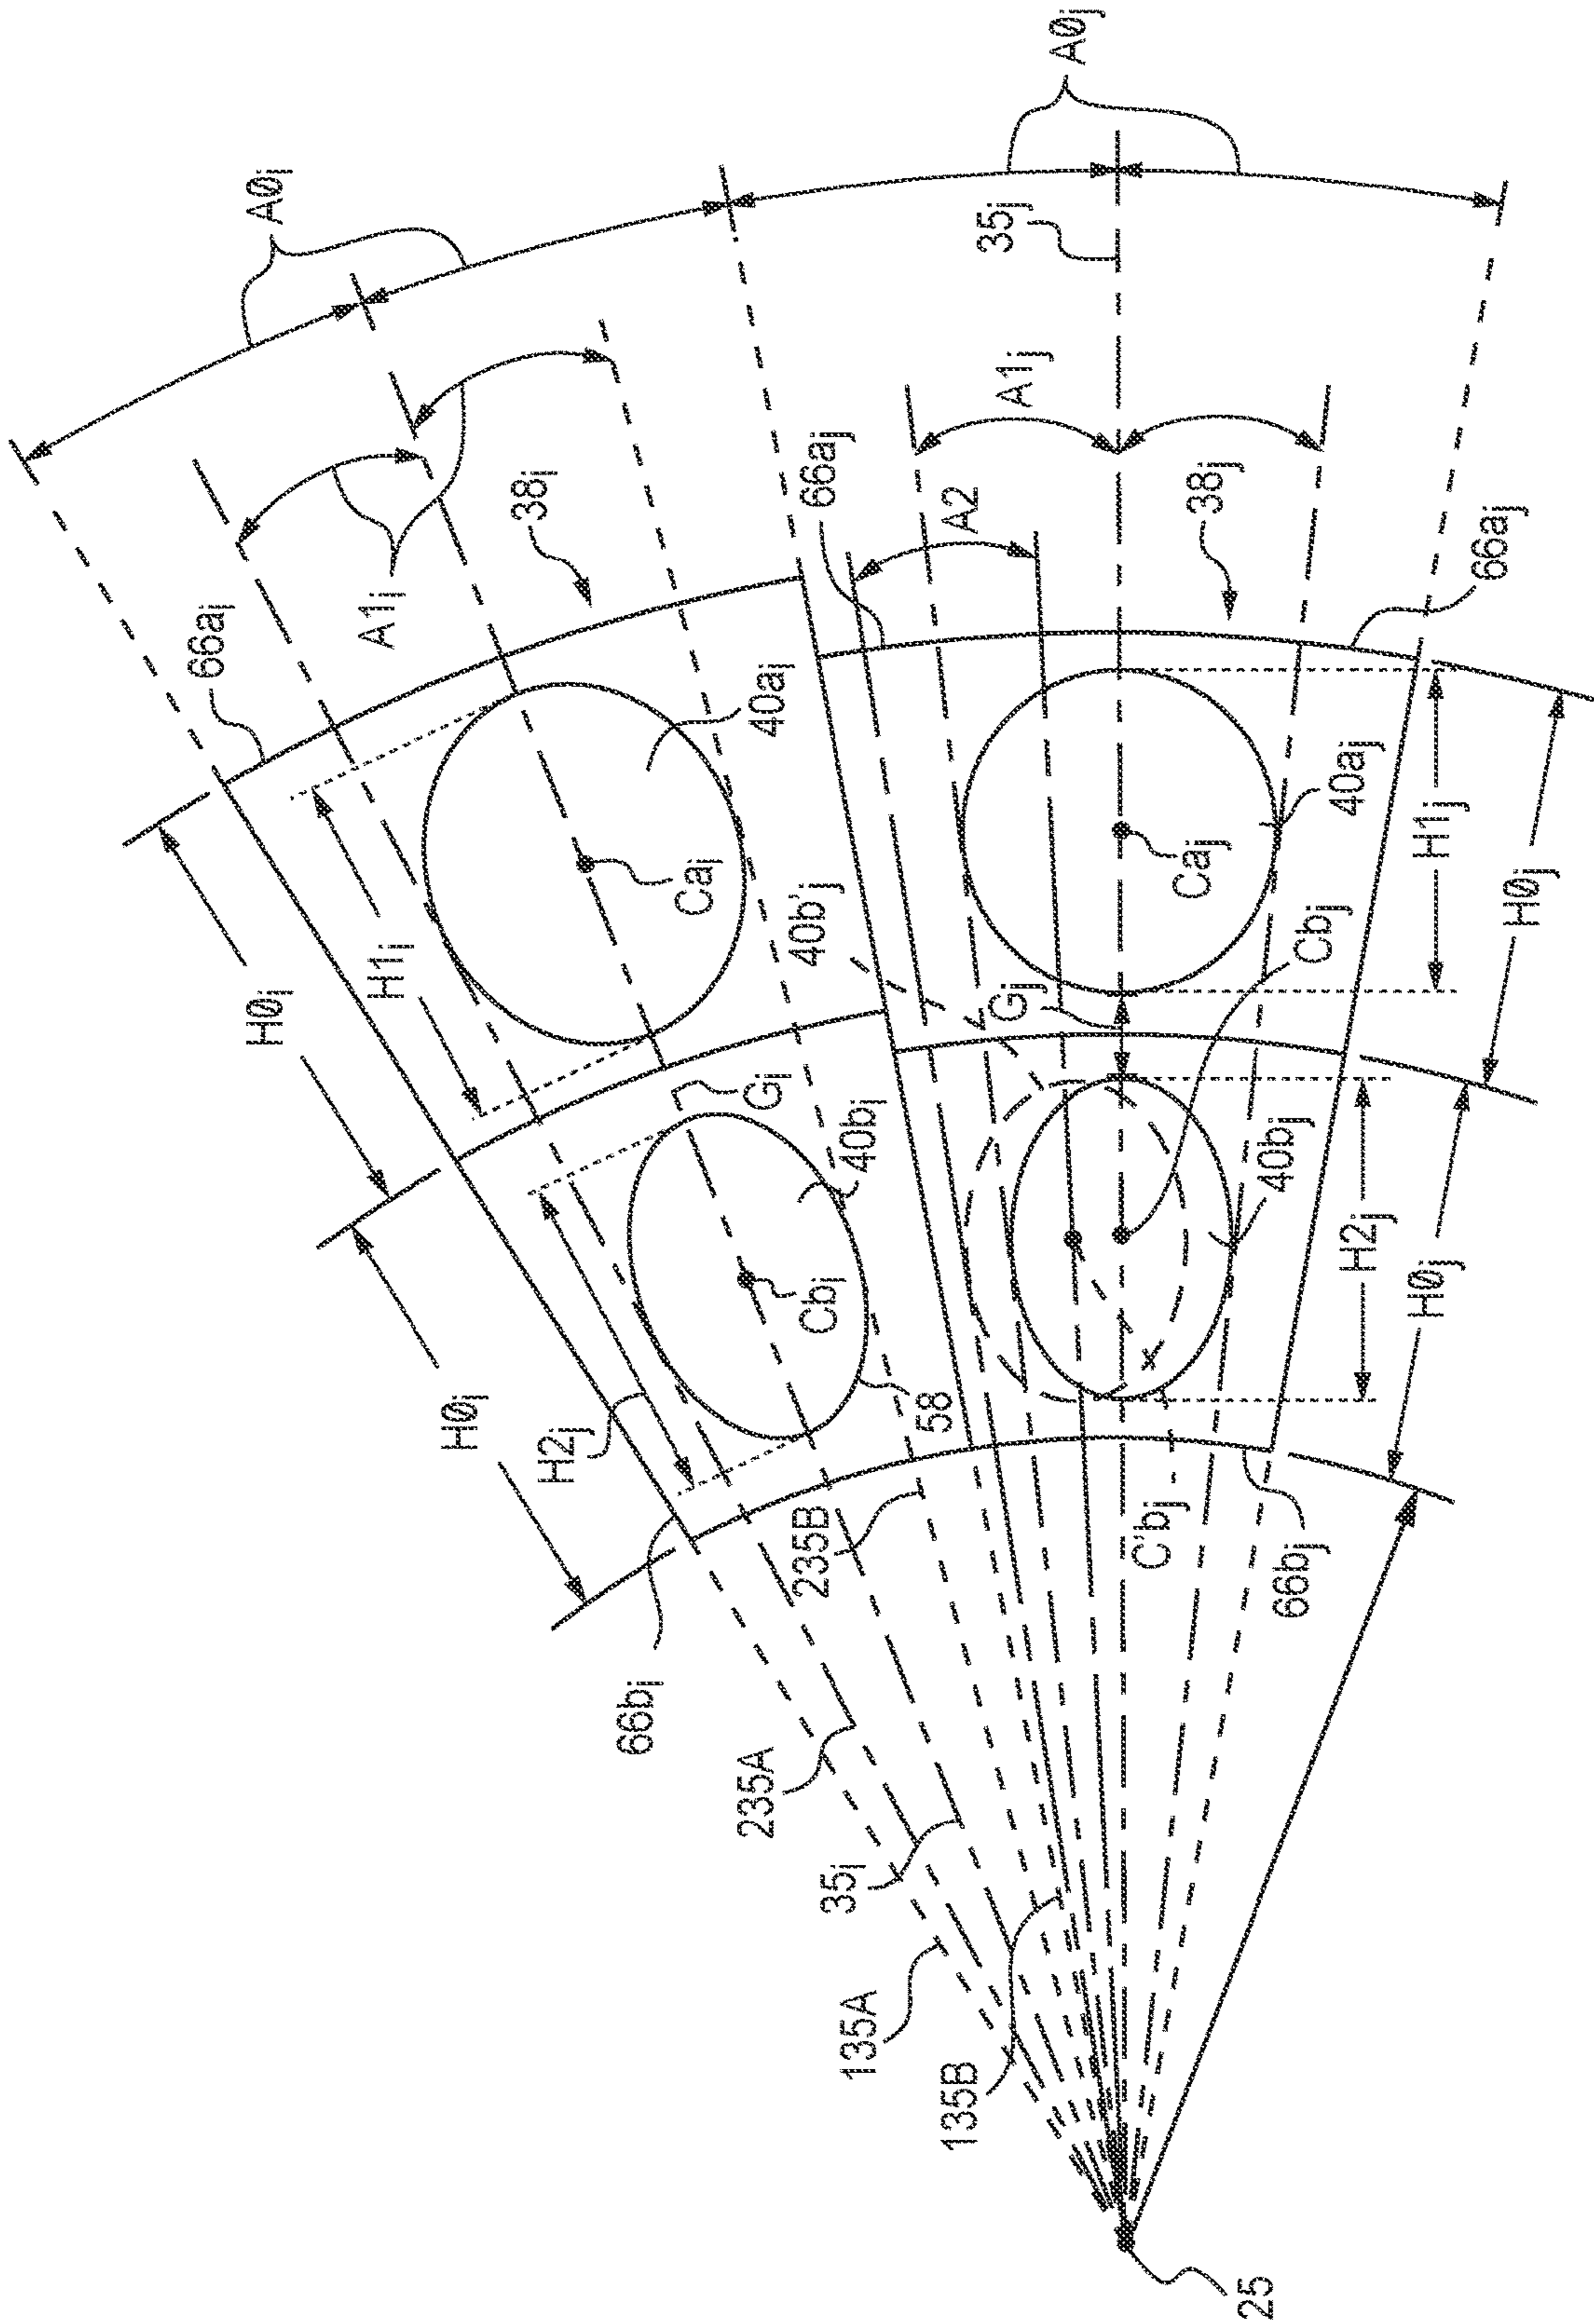 A0ᵢ
66aᵢ
H0ᵢ
H1ᵢ
A1ᵢ
H0ⱼ
H2ⱼ
38ᵢ
66bⱼ
Caᵢ
235A
Gᵢ
40aᵢ
235B
Cbᵢ
40b'ⱼ
66aⱼ
35ᵢ
135A
40bᵢ
58
135B
A2
Gⱼ
35ⱼ
A1ⱼ
A0ⱼ
C'bⱼ
Caⱼ
38ⱼ
25
66bⱼ
40bⱼ
Cbⱼ
H2ⱼ
40aⱼ
H0ⱼ
H1ⱼ
66aⱼ
H0ⱼ